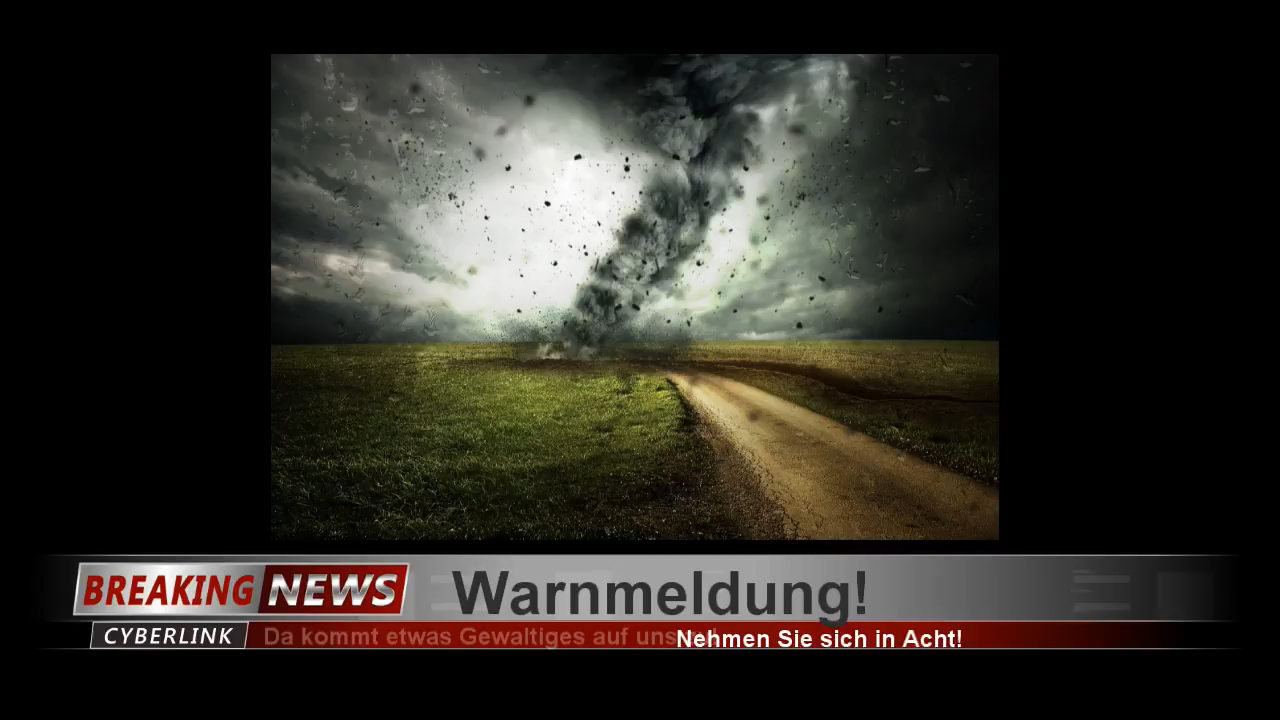 BREAKING NEWS
Warnmeldung!
CYBERLINK
Da kommt etwas Gewaltiges auf uns
Nehmen Sie sich in Acht!